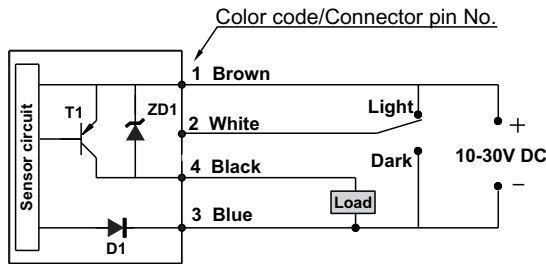 Color code/Connector pin No.
1 Brown
T1
ZD1
Light
2 White
+
Sensor circuit
10-30V DC
Dark
4 Black
−
Load
3 Blue
D1